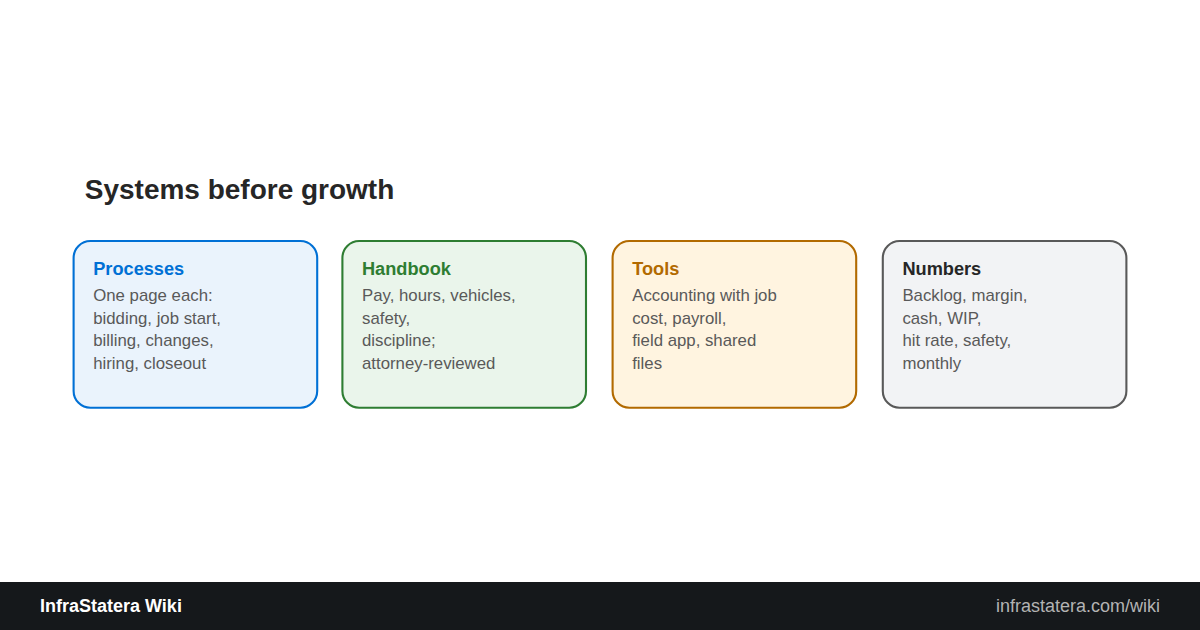 Systems before growth
Processes
One page each:
bidding, job start,
billing, changes,
hiring, closeout
Handbook
Pay, hours, vehicles,
safety,
discipline;
attorney-reviewed
Tools
Accounting with job
cost, payroll,
field app, shared
files
Numbers
Backlog, margin,
cash, WIP,
hit rate, safety,
monthly
InfraStatera Wiki
infrastatera.com/wiki